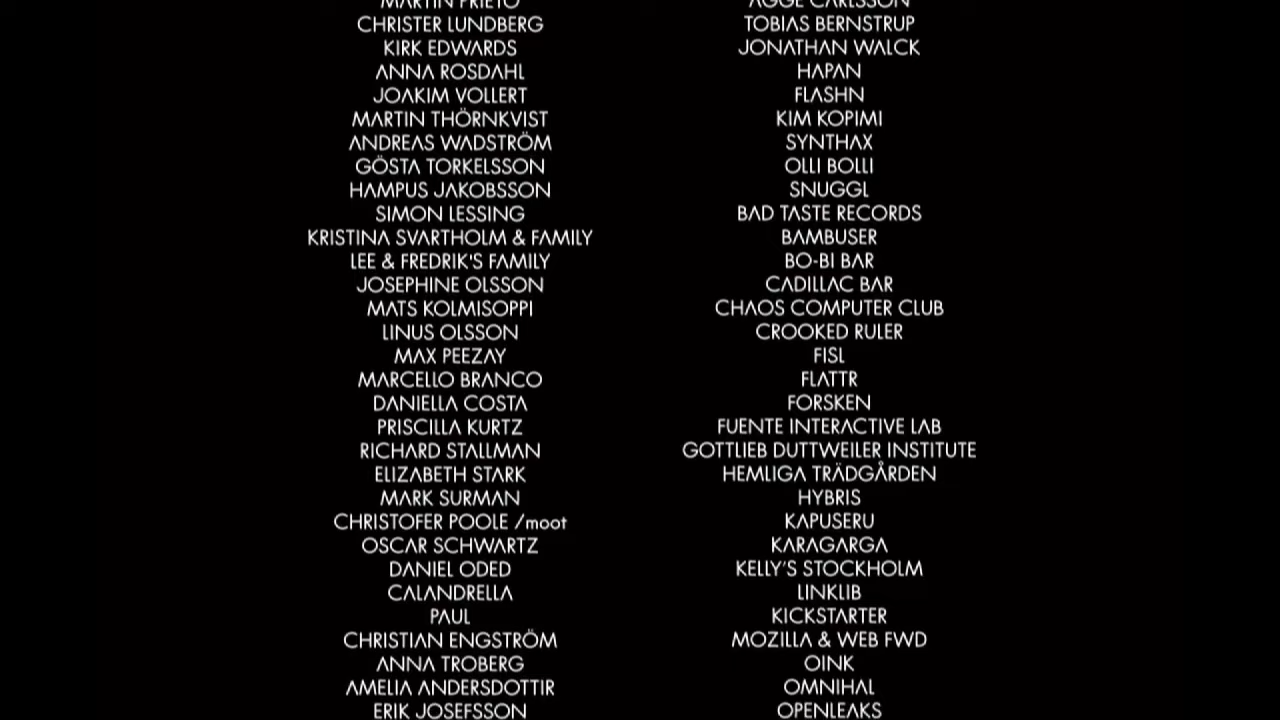 MARTIN PRIETO
CHRISTER LUNDBERG
KIRK EDWARDS
ANNA ROSDAHL
JOAKIM VOLLERT
MARTIN THÖRNKVIST
ANDREAS WADSTRÖM
GÖSTA TORKELSSON
HAMPUS JAKOBSSON
SIMON LESSING
KRISTINA SVARTHOLM & FAMILY
LEE & FREDRIK'S FAMILY
JOSEPHINE OLSSON
MATS KOLMISOPPI
LINUS OLSSON
MAX PEEZAY
MARCELLO BRANCO
DANIELLA COSTA
PRISCILLA KURTZ
RICHARD STALLMAN
ELIZABETH STARK
MARK SURMAN
CHRISTOFER POOLE /moot
OSCAR SCHWARTZ
DANIEL ODED
CALANDRELLA
PAUL
CHRISTIAN ENGSTRÖM
ANNA TROBERG
AMELIA ANDERSDOTTIR
ERIK JOSEFSSON
AGGE CARLSSON
TOBIAS BERNSTRUP
JONATHAN WALCK
HAPAN
FLASHN
KIM KOPIMI
SYNTHAX
OLLI BOLLI
SNUGGL
BAD TASTE RECORDS
BAMBUSER
BO-BI BAR
CADILLAC BAR
CHAOS COMPUTER CLUB
CROOKED RULER
FISL
FLATTR
FORSKEN
FUENTE INTERACTIVE LAB
GOTTLIEB DUTTWEILER INSTITUTE
HEMLIGA TRÄDGÅRDEN
HYBRIS
KAPUSERU
KARAGARGA
KELLY’S STOCKHOLM
LINKLIB
KICKSTARTER
MOZILLA & WEB FWD
OINK
OMNIHAL
OPENLEAKS